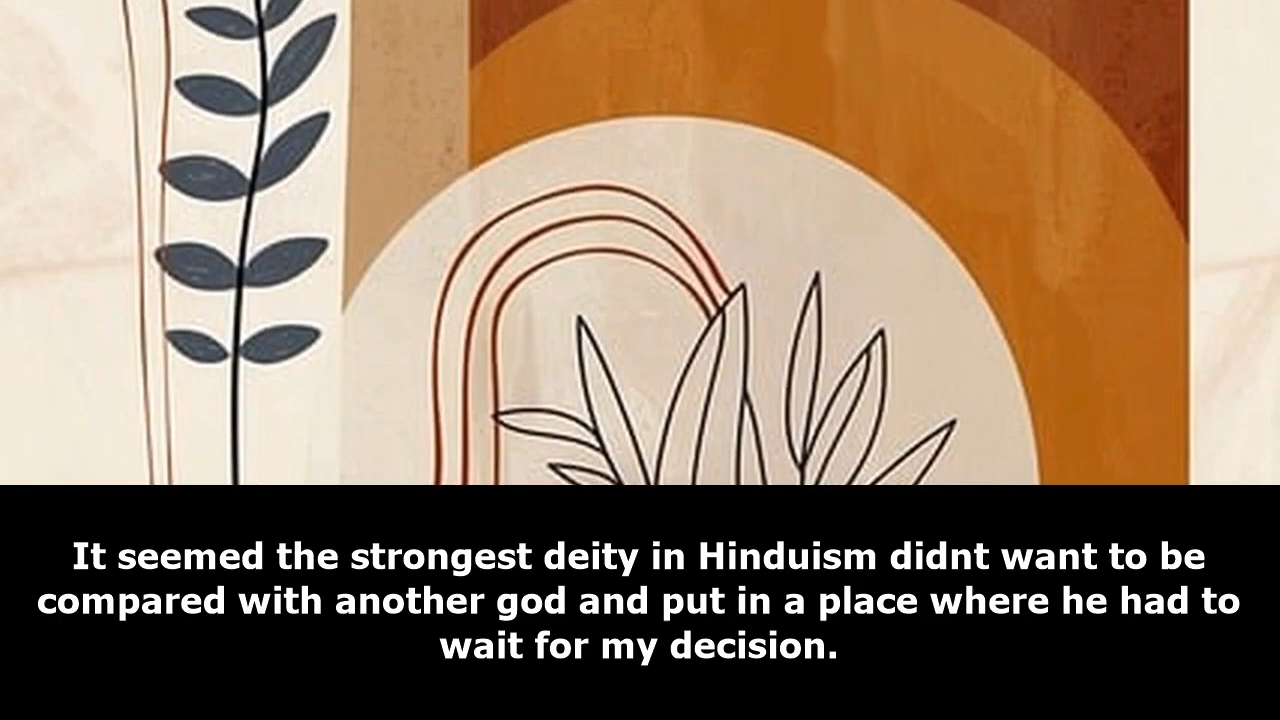 It seemed the strongest deity in Hinduism didnt want to be
compared with another god and put in a place where he had to
wait for my decision.